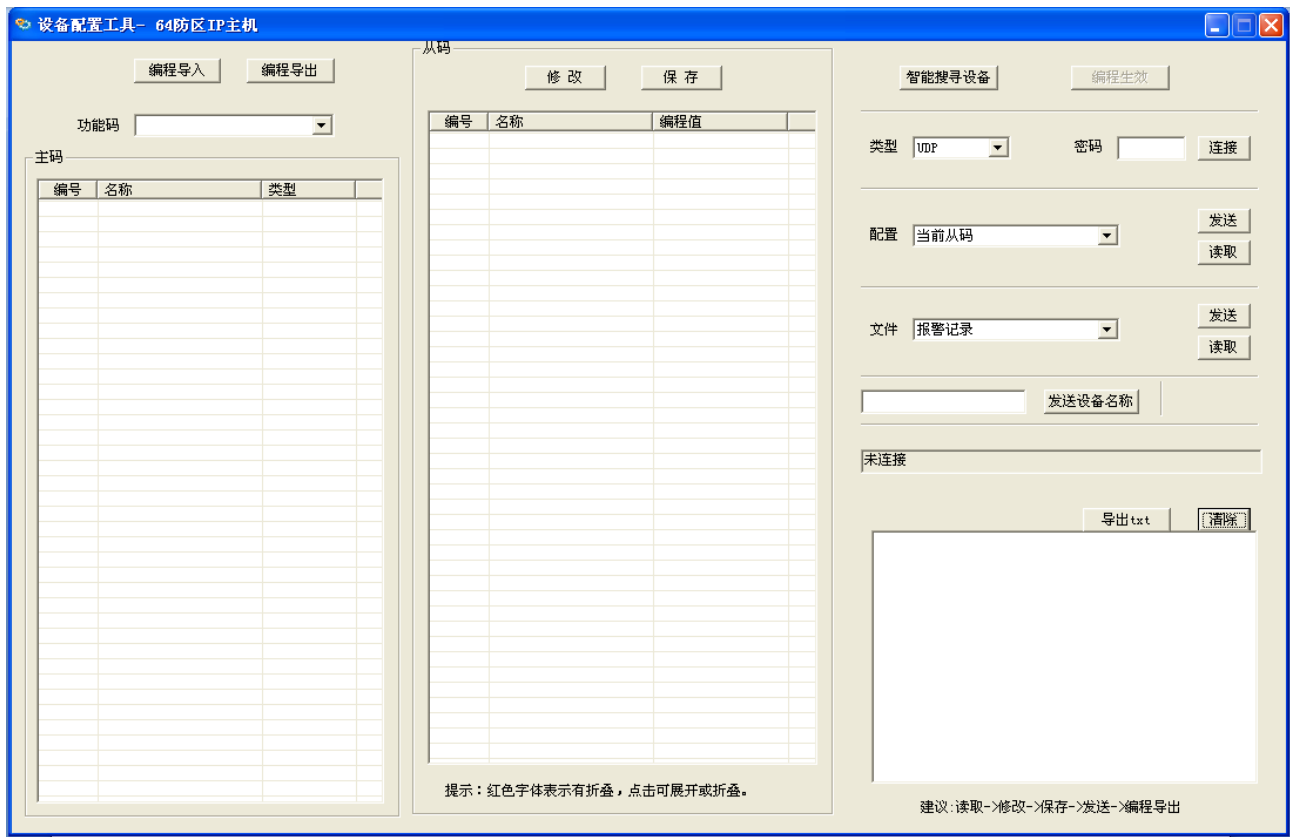 设备配置工具- 64防区IP主机
编程导入 编程导出
功能码
主码
编号 名称 类型
从码
修 改 保 存
编号 名称 编程值
提示：红色字体表示有折叠，点击可展开或折叠。
智能搜寻设备 编程生效
类型 UDP 密码 连接
配置 当前从码 发送
读取
文件 报警记录 发送
读取
发送设备名称
未连接
导出txt 清除
建议:读取->修改->保存->发送->编程导出